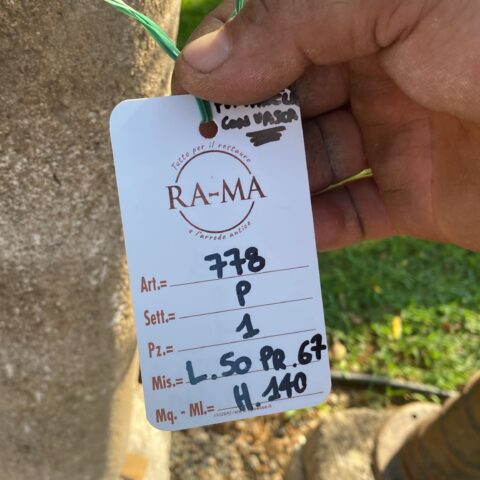 CON VASCA
Tutto per il restauro
RA-MA
e l'arredo antico
Art.= 778
Sett.= P
Pz.= 1
Mis.= L.50 PR.67
Mq. - Ml.= H.140